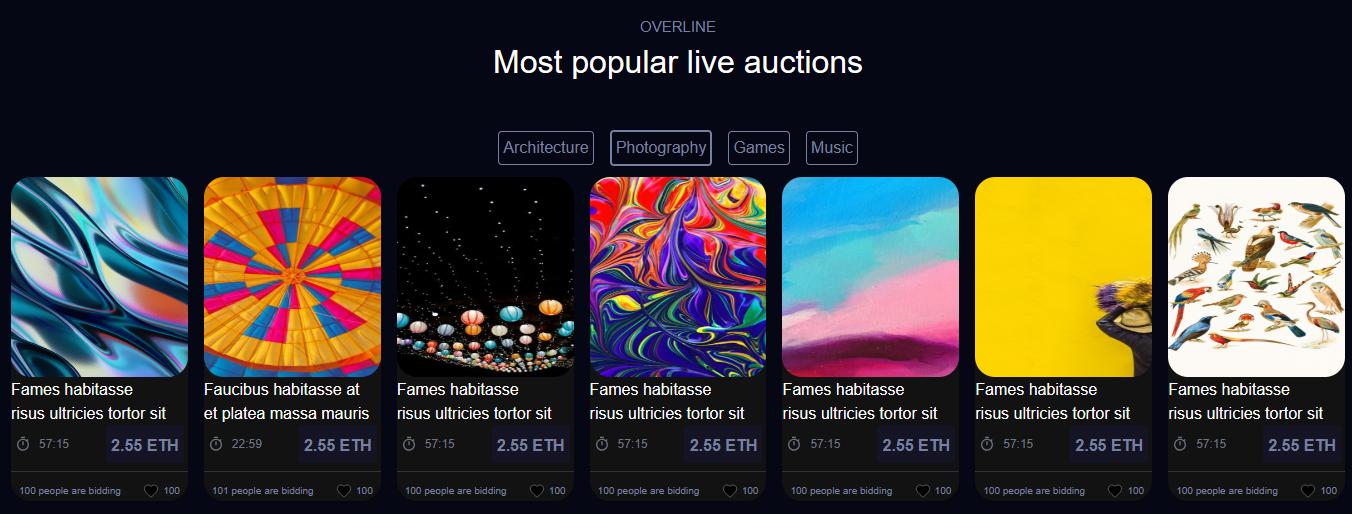 OVERLINE
Most popular live auctions
Architecture
Photography
Games
Music
Fames habitasse
risus ultricies tortor sit
57:15
2.55 ETH
100 people are bidding
100
Faucibus habitasse at
et platea massa mauris
22:59
2.55 ETH
101 people are bidding
100
Fames habitasse
risus ultricies tortor sit
57:15
2.55 ETH
100 people are bidding
100
Fames habitasse
risus ultricies tortor sit
57:15
2.55 ETH
100 people are bidding
100
Fames habitasse
risus ultricies tortor sit
57:15
2.55 ETH
100 people are bidding
100
Fames habitasse
risus ultricies tortor sit
57:15
2.55 ETH
100 people are bidding
100
Fames habitasse
risus ultricies tortor sit
57:15
2.55 ETH
100 people are bidding
100